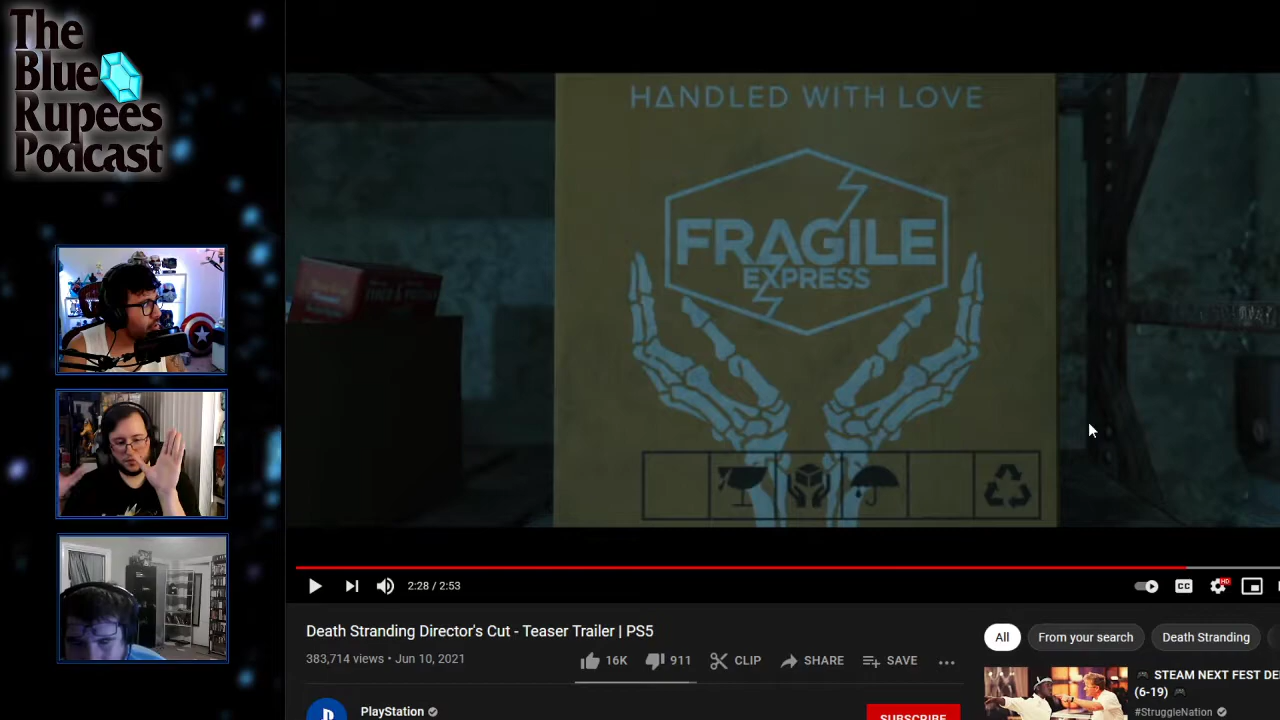 The
Blue
Rupees
Podcast
HANDLED WITH LOVE
FRAGILE
EXPRESS
2:28 / 2:53
CC
HD
Death Stranding Director's Cut - Teaser Trailer | PS5
383,714 views • Jun 10, 2021
16K
911
CLIP
SHARE
SAVE
All
From your search
Death Stranding
🎮 STEAM NEXT FEST DE
(6-19) 🎮
#StruggleNation
PlayStation
SUBSCRIBE